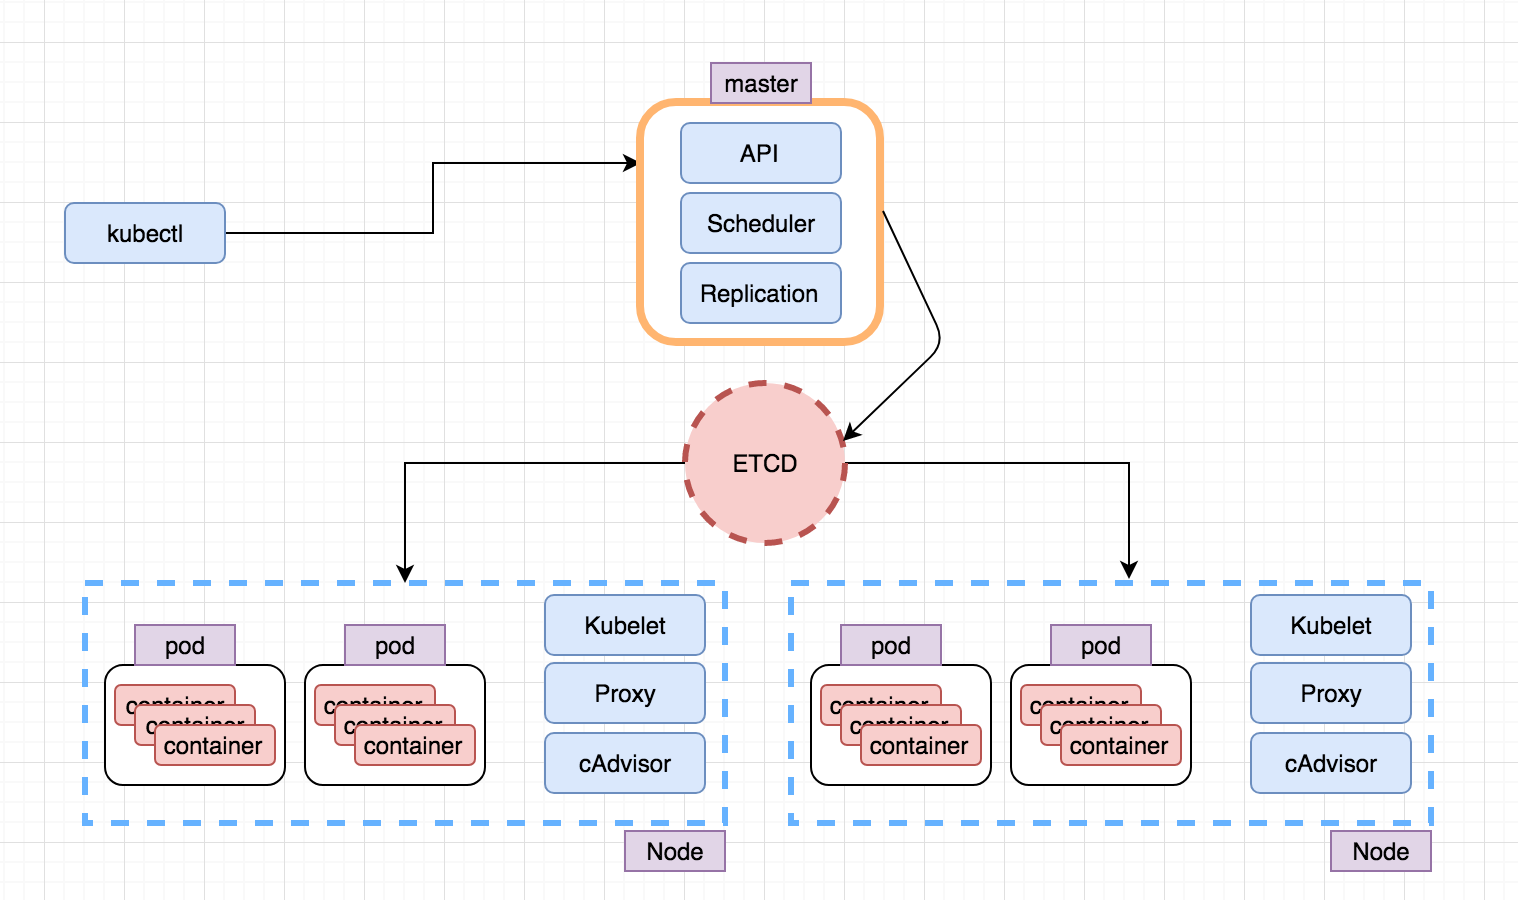 master
API
kubectl
Scheduler
Replication
ETCD
pod
pod
Kubelet
container
container
container
container
container
container
Proxy
cAdvisor
Node
pod
pod
Kubelet
container
container
container
container
container
container
Proxy
cAdvisor
Node